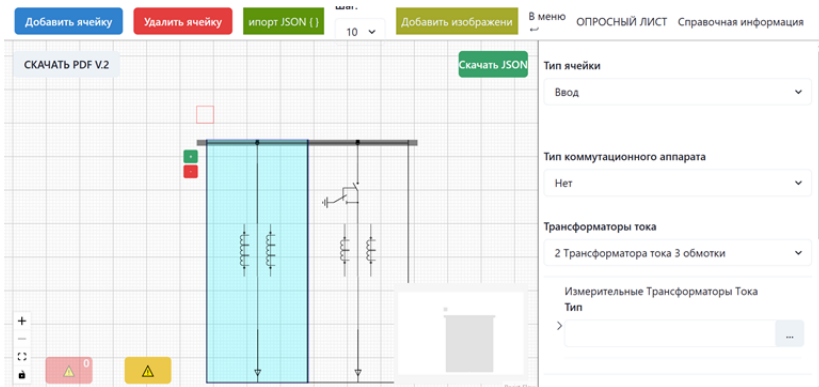 Добавить ячейку
Удалить ячейку
ипорт JSON { }
Шаг:
10
Добавить изображени
В меню
ОПРОСНЫЙ ЛИСТ
Справочная информация
СКАЧАТЬ PDF V.2
Скачать JSON
Тип ячейки
Ввод
Тип коммутационного аппарата
Нет
Трансформаторы тока
2 Трансформатора тока 3 обмотки
Измерительные Трансформаторы Тока
Тип
...
0